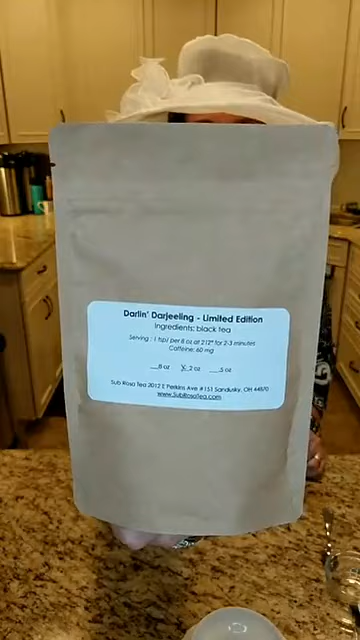 Darlin' Darjeeling - Limited Edition
Ingredients: black tea
Serving: 1 tsp/ per 8 oz at 212° for 2-3 minutes
Caffeine: 60 mg
__.8 oz X .2 oz __.5 oz
Sub Rosa Tea 2012 E Perkins Ave #151 Sandusky, OH 44870
www.SubRosaTea.com